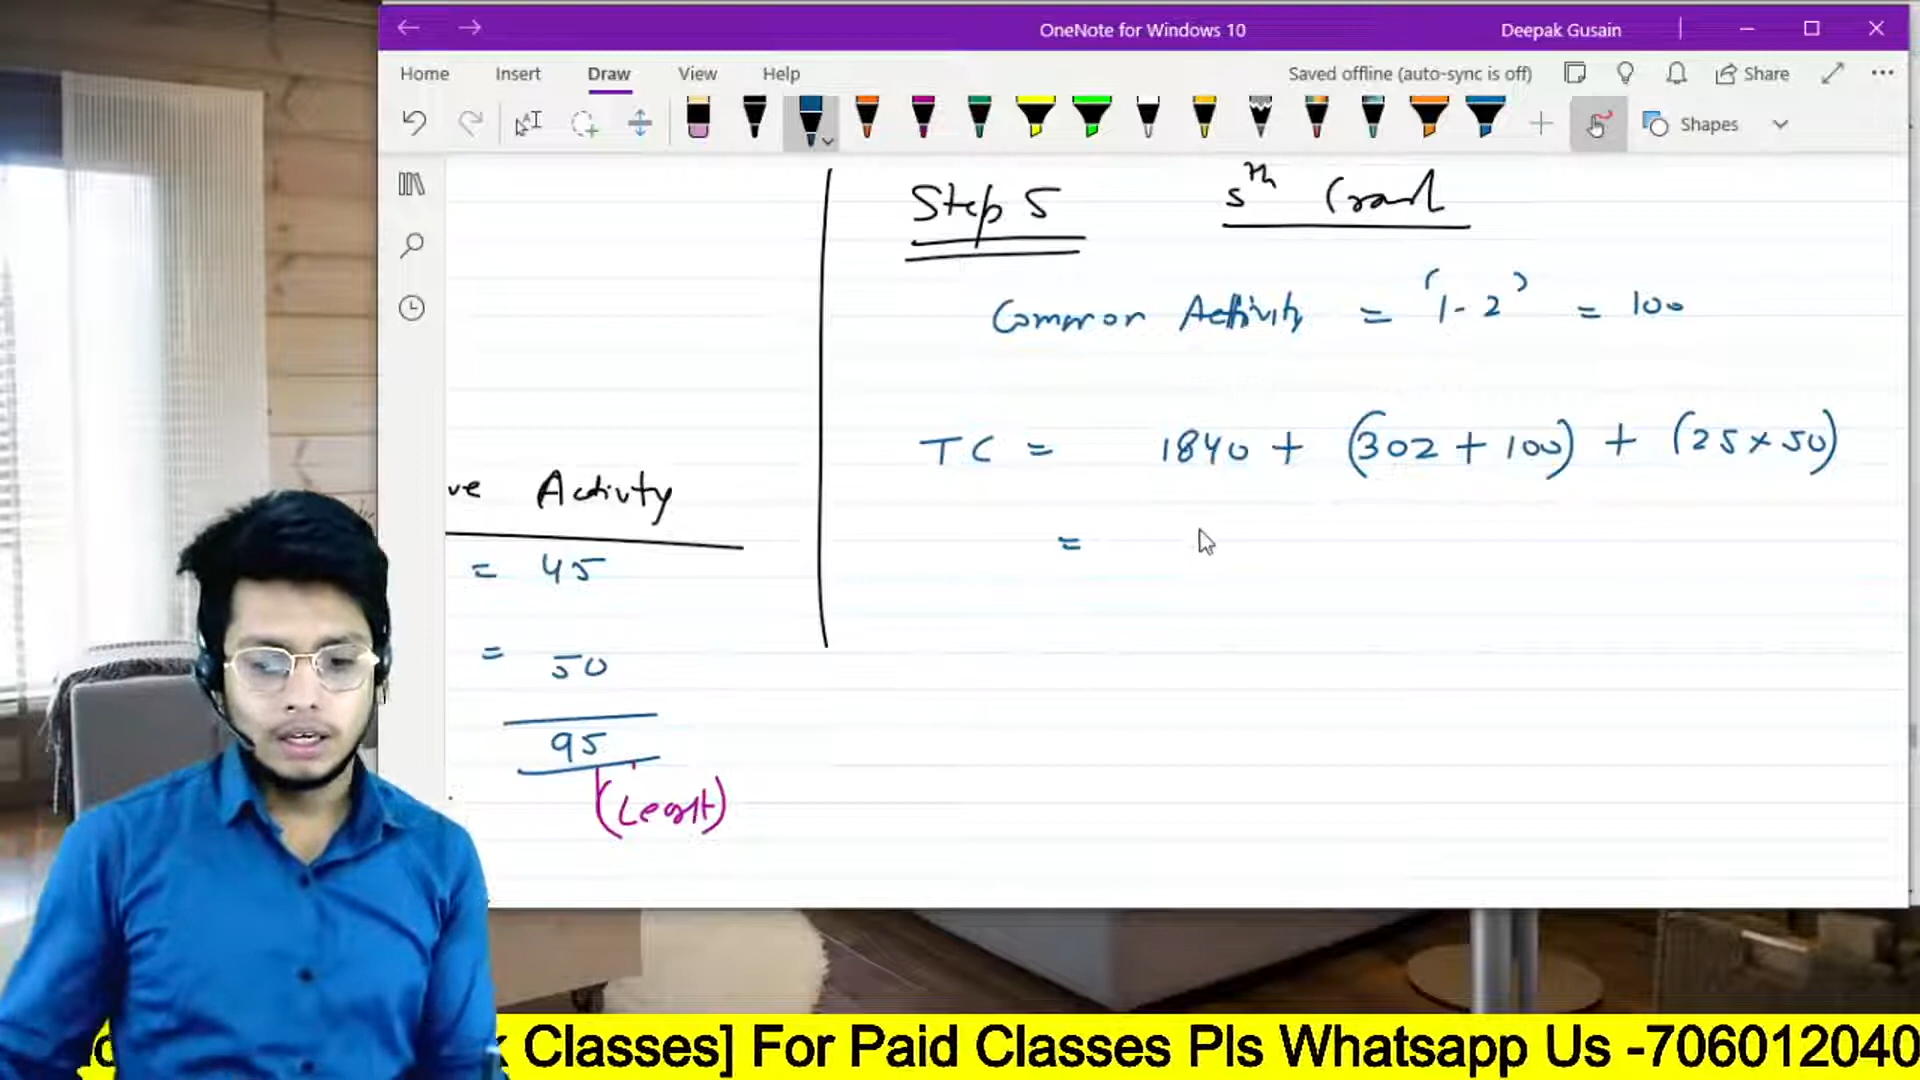 OneNote for Windows 10
Deepak Gusain
Home Insert Draw View Help
Saved offline (auto-sync is off)
Share
Shapes
Step 5 5th Crash
Common Activity = (1-2) = 100
TC = 1840 + (302 + 100) + (25 × 50)
=
ve Activity
= 45
= 50
95
(Least)
k Classes] For Paid Classes Pls Whatsapp Us -706012040